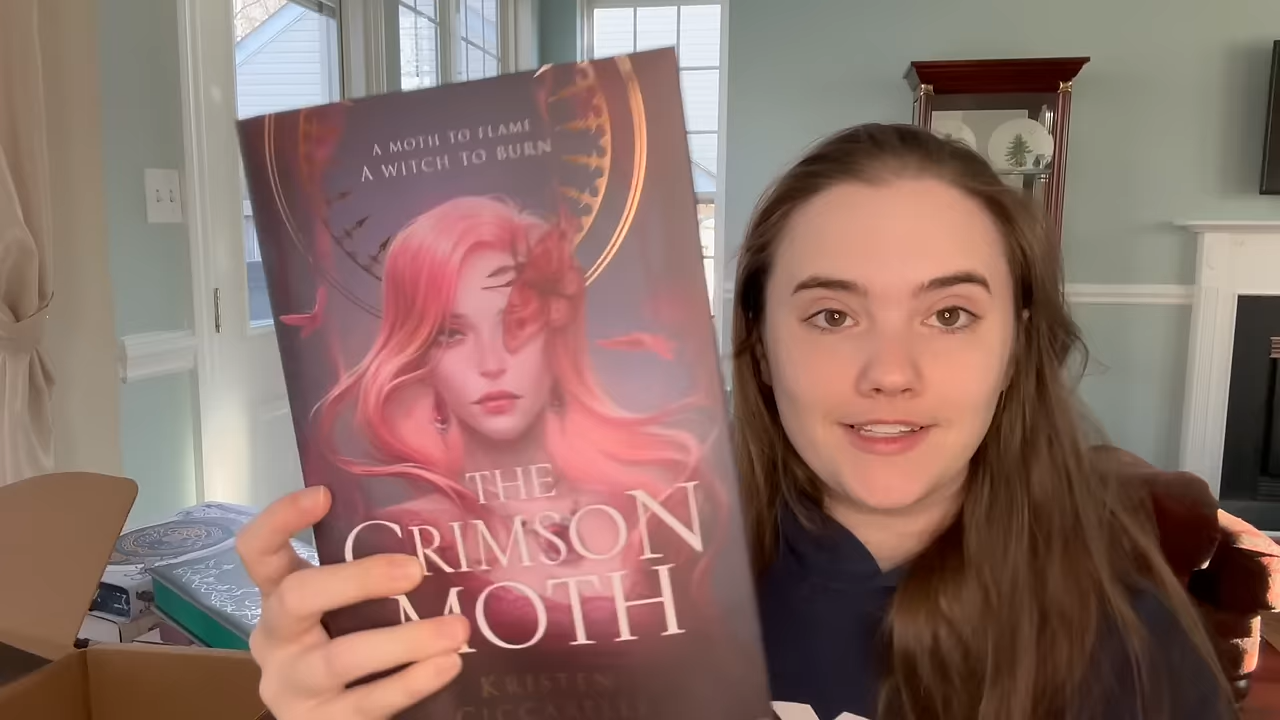 A MOTH TO FLAME
A WITCH TO BURN
THE
CRIMSON
MOTH
KRISTEN